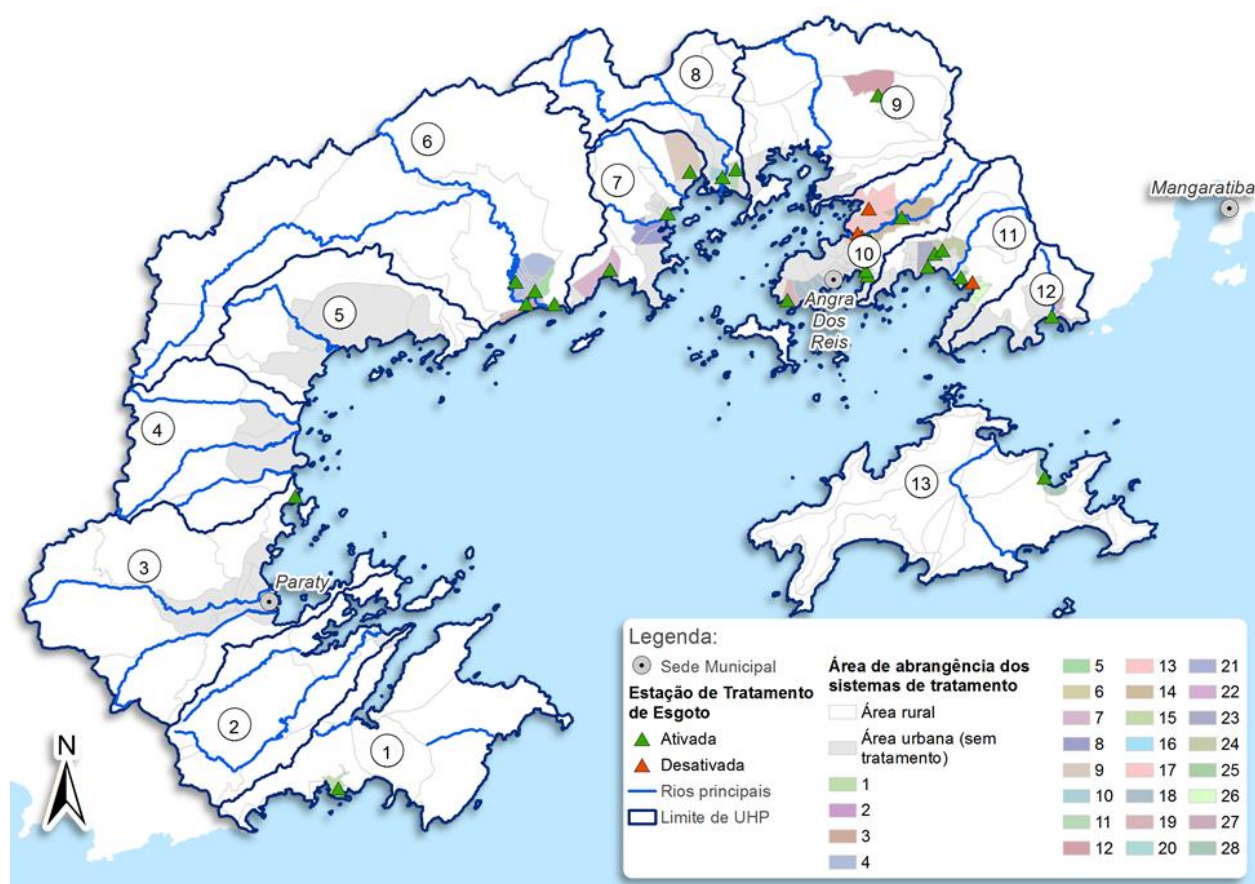 8
9
6
7
Mangaratiba
11
10
12
Angra
Dos
Reis
5
4
13
3
Paraty
2
1
N
Legenda:
Sede Municipal
Estação de Tratamento
de Esgoto
Ativada
Desativada
Rios principais
Limite de UHP
Área de abrangência dos
sistemas de tratamento
Área rural
Área urbana (sem
tratamento)
1
2
3
4
5
6
7
8
9
10
11
12
13
14
15
16
17
18
19
20
21
22
23
24
25
26
27
28